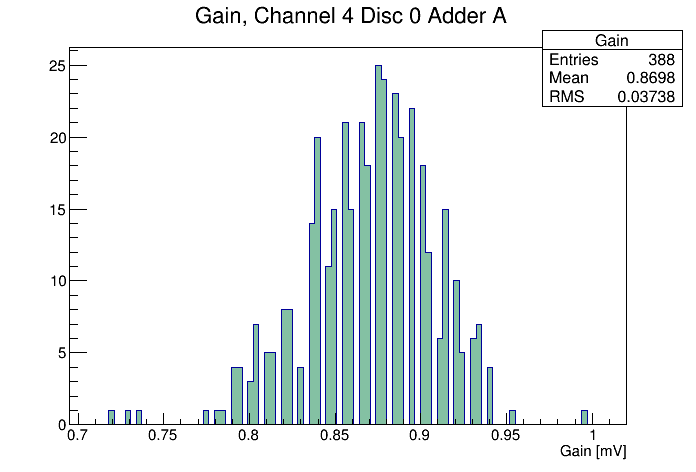 Gain, Channel 4 Disc 0 Adder A
Gain
Entries 388
Mean 0.8698
RMS 0.03738
25
20
15
10
5
0
0.7 0.75 0.8 0.85 0.9 0.95 1
Gain [mV]